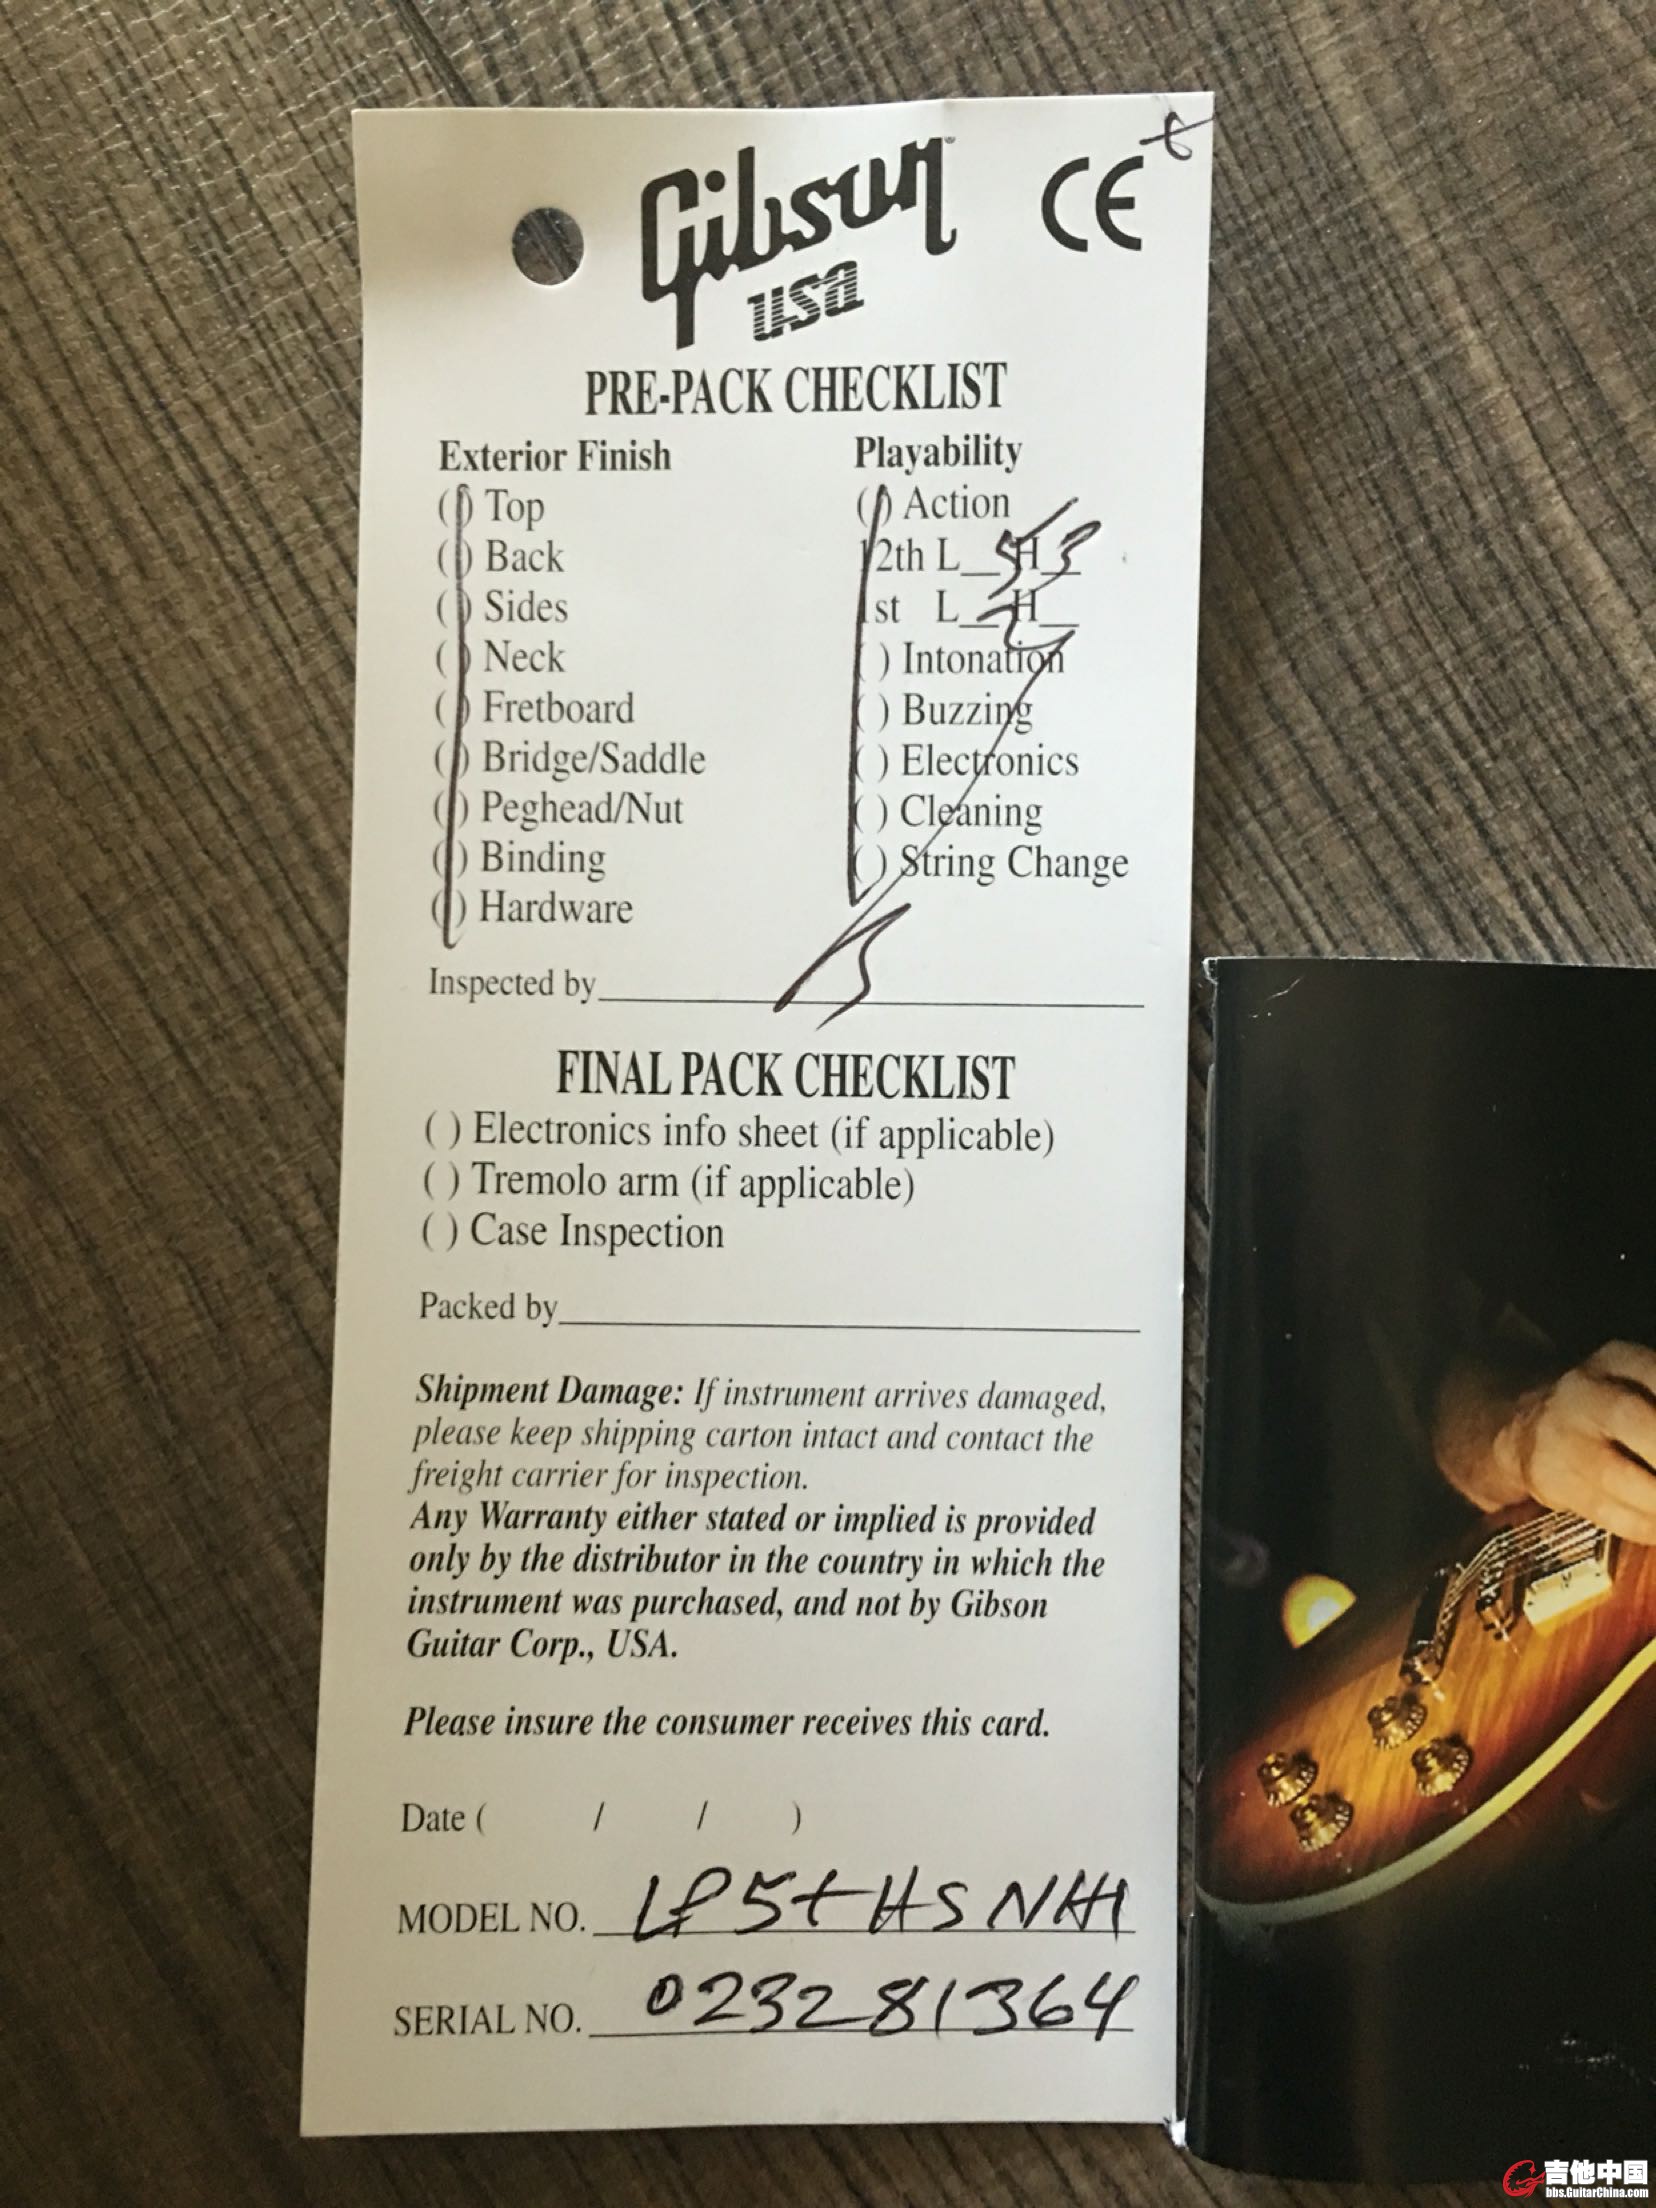 Gibson
USA
CE
PRE-PACK CHECKLIST
Exterior Finish
( ) Top
( ) Back
( ) Sides
( ) Neck
( ) Fretboard
( ) Bridge/Saddle
( ) Peghead/Nut
( ) Binding
( ) Hardware
Playability
( ) Action
12th L 5 H 3
1st L__H__
( ) Intonation
( ) Buzzing
( ) Electronics
( ) Cleaning
( ) String Change
Inspected by
FINAL PACK CHECKLIST
( ) Electronics info sheet (if applicable)
( ) Tremolo arm (if applicable)
( ) Case Inspection
Packed by
Shipment Damage: If instrument arrives damaged,
please keep shipping carton intact and contact the
freight carrier for inspection.
Any Warranty either stated or implied is provided
only by the distributor in the country in which the
instrument was purchased, and not by Gibson
Guitar Corp., USA.
Please insure the consumer receives this card.
Date ( / / )
MODEL NO. LP5+HSNH1
SERIAL NO. 023281364
吉他中国
bbs.GuitarChina.com